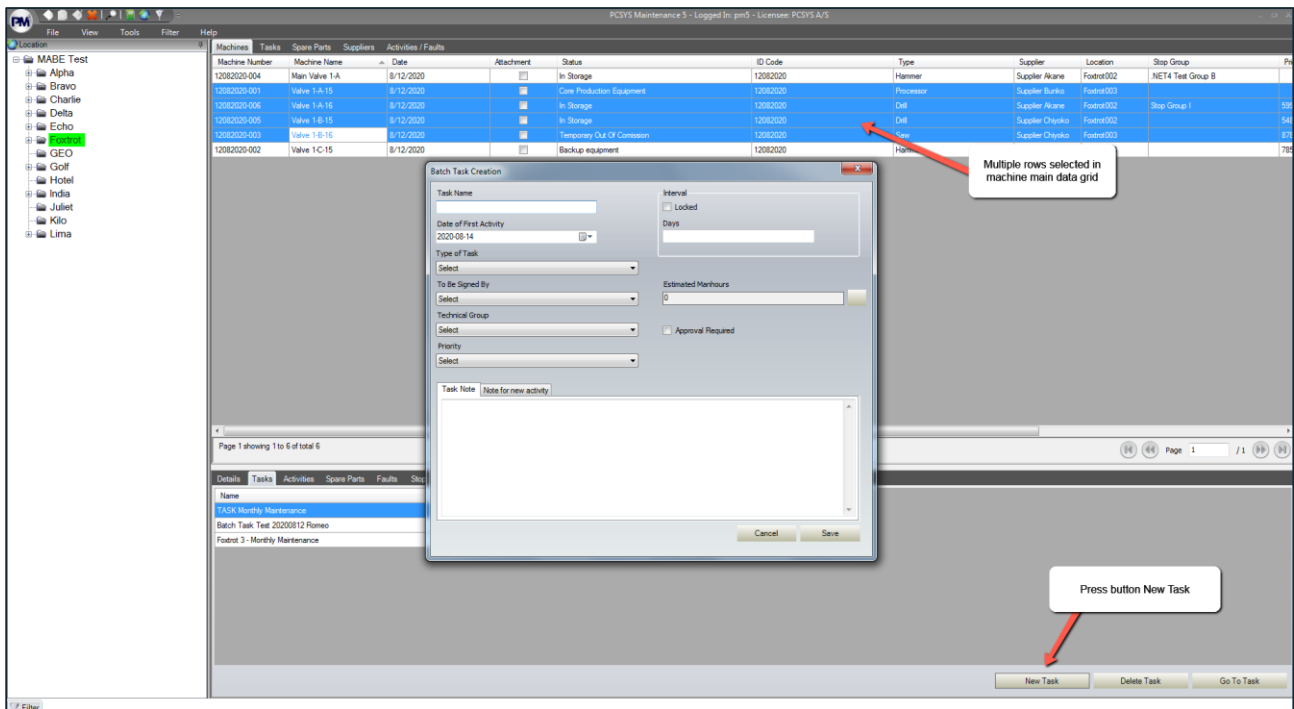 PCSYS Maintenance 5 - Logged In: pm5 - Licensee: PCSYS A/S
PM
File View Tools Filter Help
Location
MABE Test
Alpha
Bravo
Charlie
Delta
Echo
Foxtrot
GEO
Golf
Hotel
India
Juliet
Kilo
Lima
Machines Tasks Spare Parts Suppliers Activities / Faults
Machine Number Machine Name Date Attachment Status ID Code Type Supplier Location Stop Group
12082020-004 Main Valve 1-A 8/12/2020 In Storage 12082020 Hammer Supplier Akane Foxtrot002 .NET4 Test Group B
12082020-001 Valve 1-A-15 8/12/2020 Core Production Equipment 12082020 Processor Supplier Bunko Foxtrot003
12082020-006 Valve 1-A-16 8/12/2020 In Storage 12082020 Drill Supplier Akane Foxtrot002 Stop Group I
12082020-005 Valve 1-B-15 8/12/2020 In Storage 12082020 Drill Supplier Chiyoko Foxtrot002
12082020-003 Valve 1-B-16 8/12/2020 Temporary Out Of Comission 12082020 Saw Supplier Chiyoko Foxtrot003
12082020-002 Valve 1-C-15 8/12/2020 Backup equipment 12082020 785
Multiple rows selected in
machine main data grid
Batch Task Creation
Task Name
Interval
Locked
Date of First Activity
Days
2020-08-14
Type of Task
Select
To Be Signed By
Estimated Manhours
Select
0
Technical Group
Select
Approval Required
Priority
Select
Task Note Note for new activity
Cancel Save
Page 1 showing 1 to 6 of total 6
Page 1 / 1
Details Tasks Activities Spare Parts Faults
Name
TASK Monthly Maintenance
Batch Task Test 20200812 Romeo
Foxtrot 3 - Monthly Maintenance
Press button New Task
New Task Delete Task Go To Task
Filter